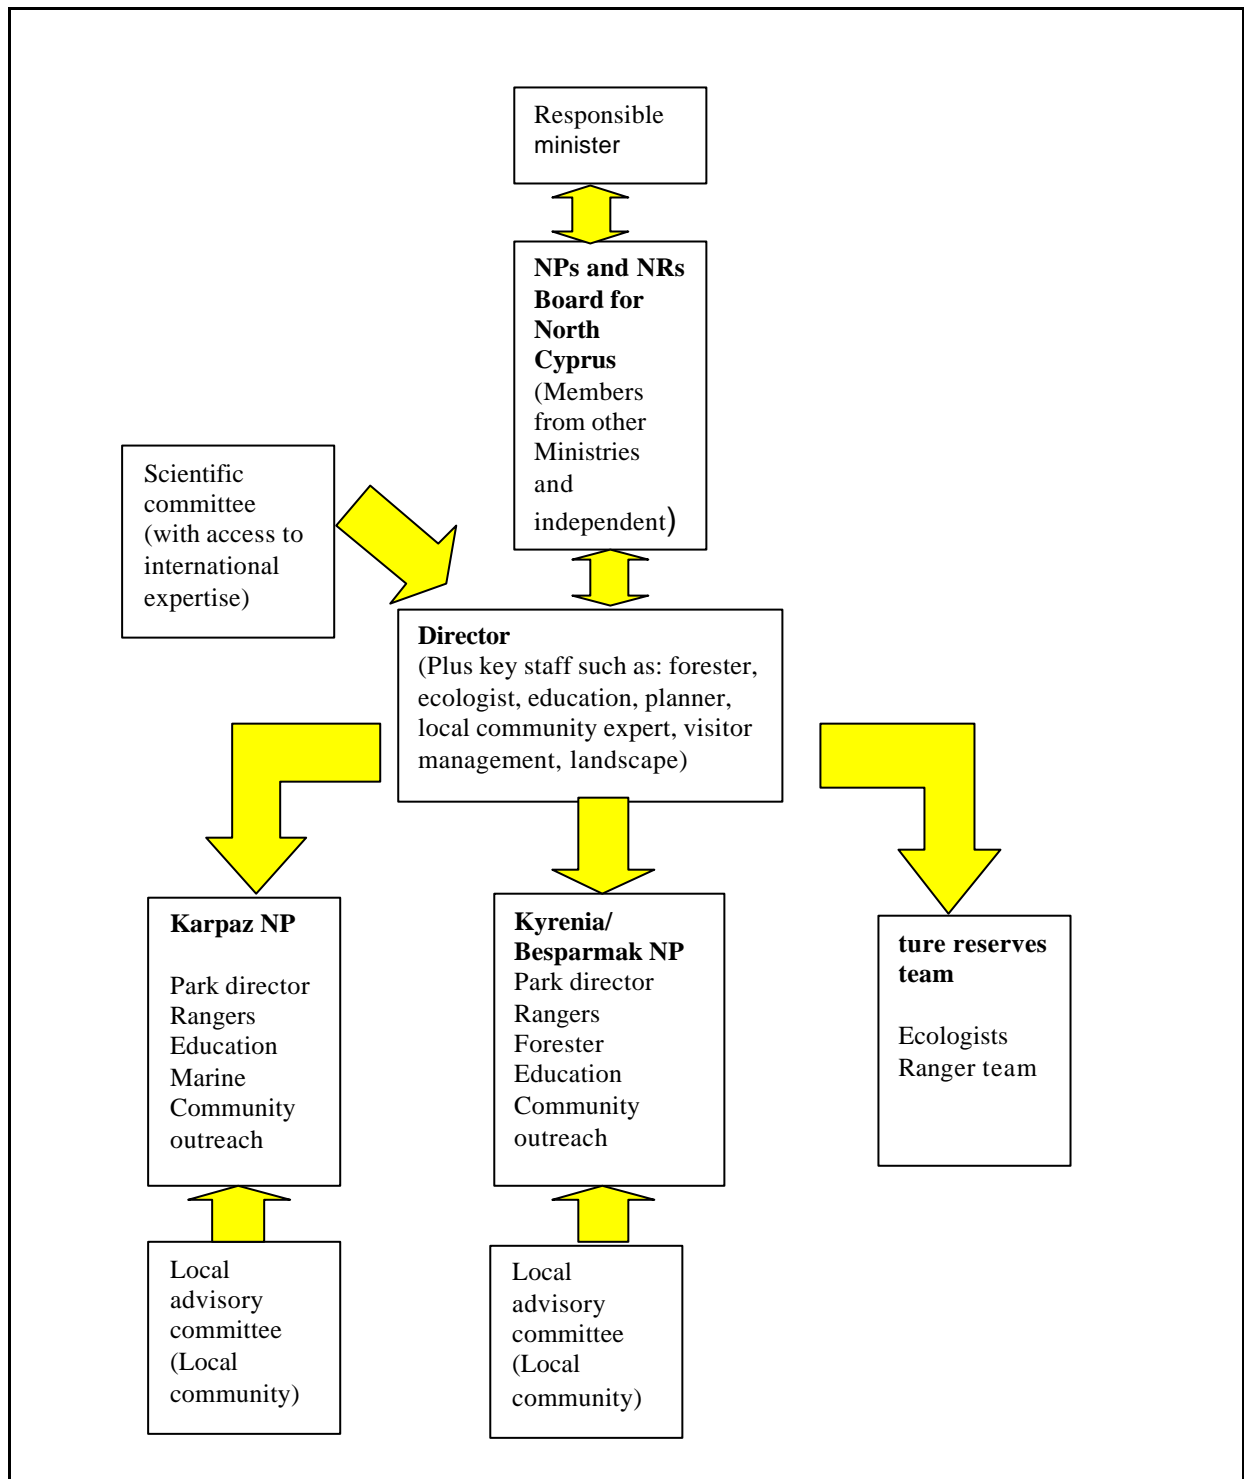 Responsible
minister
NPs and NRs
Board for
North
Cyprus
(Members
from other
Ministries
and
independent)
Scientific
committee
(with access to
international
expertise)
Director
(Plus key staff such as: forester,
ecologist, education, planner,
local community expert, visitor
management, landscape)
Karpaz NP
Park director
Rangers
Education
Marine
Community
outreach
Kyrenia/
Besparmak NP
Park director
Rangers
Forester
Education
Community
outreach
ture reserves
team
Ecologists
Ranger team
Local
advisory
committee
(Local
community)
Local
advisory
committee
(Local
community)